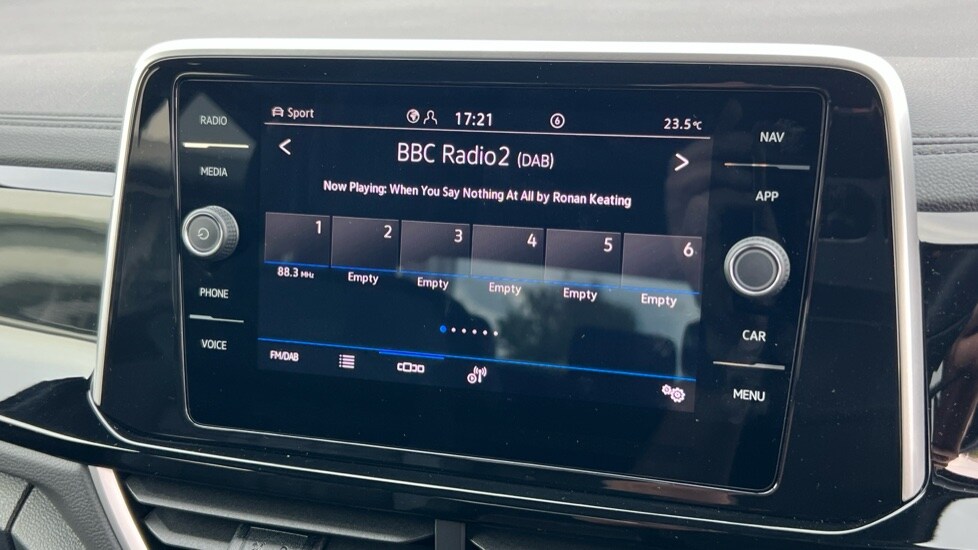 RADIO
MEDIA
PHONE
VOICE
Sport 17:21 6 23.5°C
< BBC Radio2 (DAB) >
Now Playing: When You Say Nothing At All by Ronan Keating
1 2 3 4 5 6
88.3 MHz Empty Empty Empty Empty Empty
FM/DAB
NAV
APP
CAR
MENU